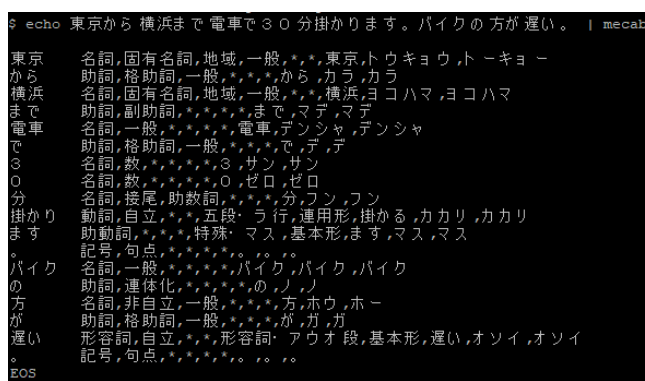 $ echo 東京から横浜まで電車で３０分掛かります。バイクの方が遅い。 | mecab
東京 名詞,固有名詞,地域,一般,*,*,東京,トウキョウ,トーキョー
から 助詞,格助詞,一般,*,*,*,から,カラ,カラ
横浜 名詞,固有名詞,地域,一般,*,*,横浜,ヨコハマ,ヨコハマ
まで 助詞,副助詞,*,*,*,*,まで,マデ,マデ
電車 名詞,一般,*,*,*,*,電車,デンシャ,デンシャ
で 助詞,格助詞,一般,*,*,*,で,デ,デ
３ 名詞,数,*,*,*,*,３,サン,サン
０ 名詞,数,*,*,*,*,０,ゼロ,ゼロ
分 名詞,接尾,助数詞,*,*,*,分,フン,フン
掛かり 動詞,自立,*,*,五段・ラ行,連用形,掛かる,カカリ,カカリ
ます 助動詞,*,*,*,特殊・マス,基本形,ます,マス,マス
。 記号,句点,*,*,*,*,。,。,。
バイク 名詞,一般,*,*,*,*,バイク,バイク,バイク
の 助詞,連体化,*,*,*,*,の,ノ,ノ
方 名詞,非自立,一般,*,*,*,方,ホウ,ホー
が 助詞,格助詞,一般,*,*,*,が,ガ,ガ
遅い 形容詞,自立,*,*,形容詞・アウオ段,基本形,遅い,オソイ,オソイ
。 記号,句点,*,*,*,*,。,。,。
EOS